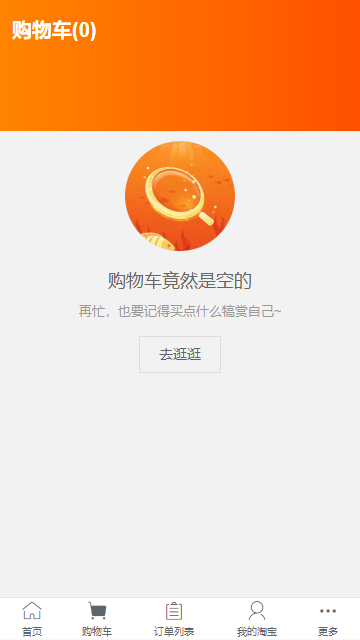 购物车(0)
购物车竟然是空的
再忙，也要记得买点什么犒赏自己~
去逛逛
首页
购物车
订单列表
我的淘宝
更多